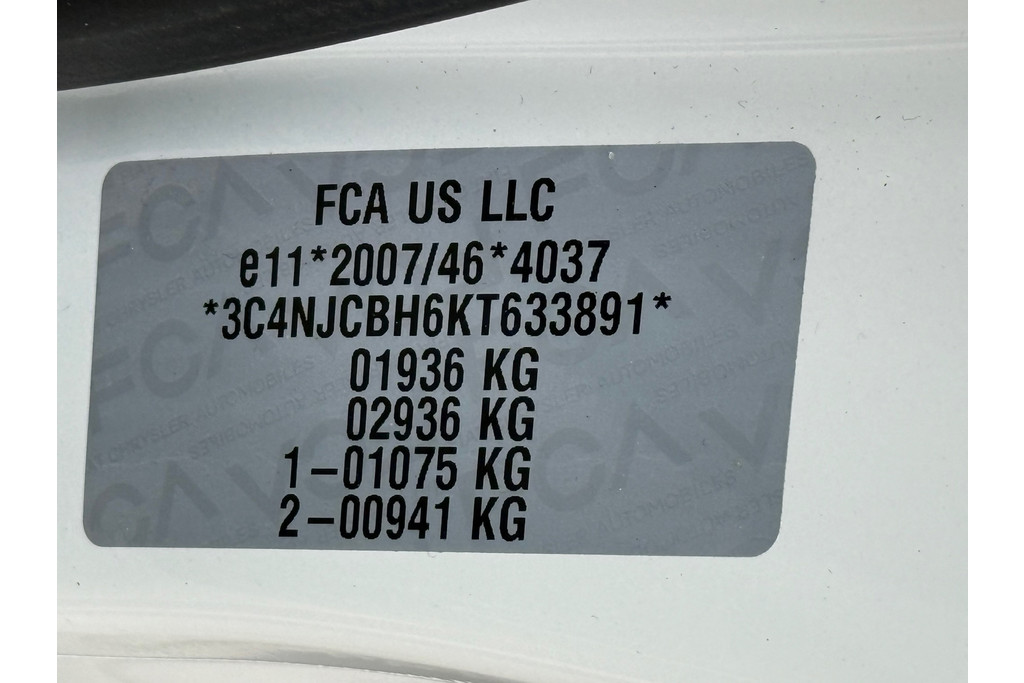 FCA US LLC
e11*2007/46*4037
*3C4NJCBH6KT633891*
01936 KG
02936 KG
1-01075 KG
2-00941 KG